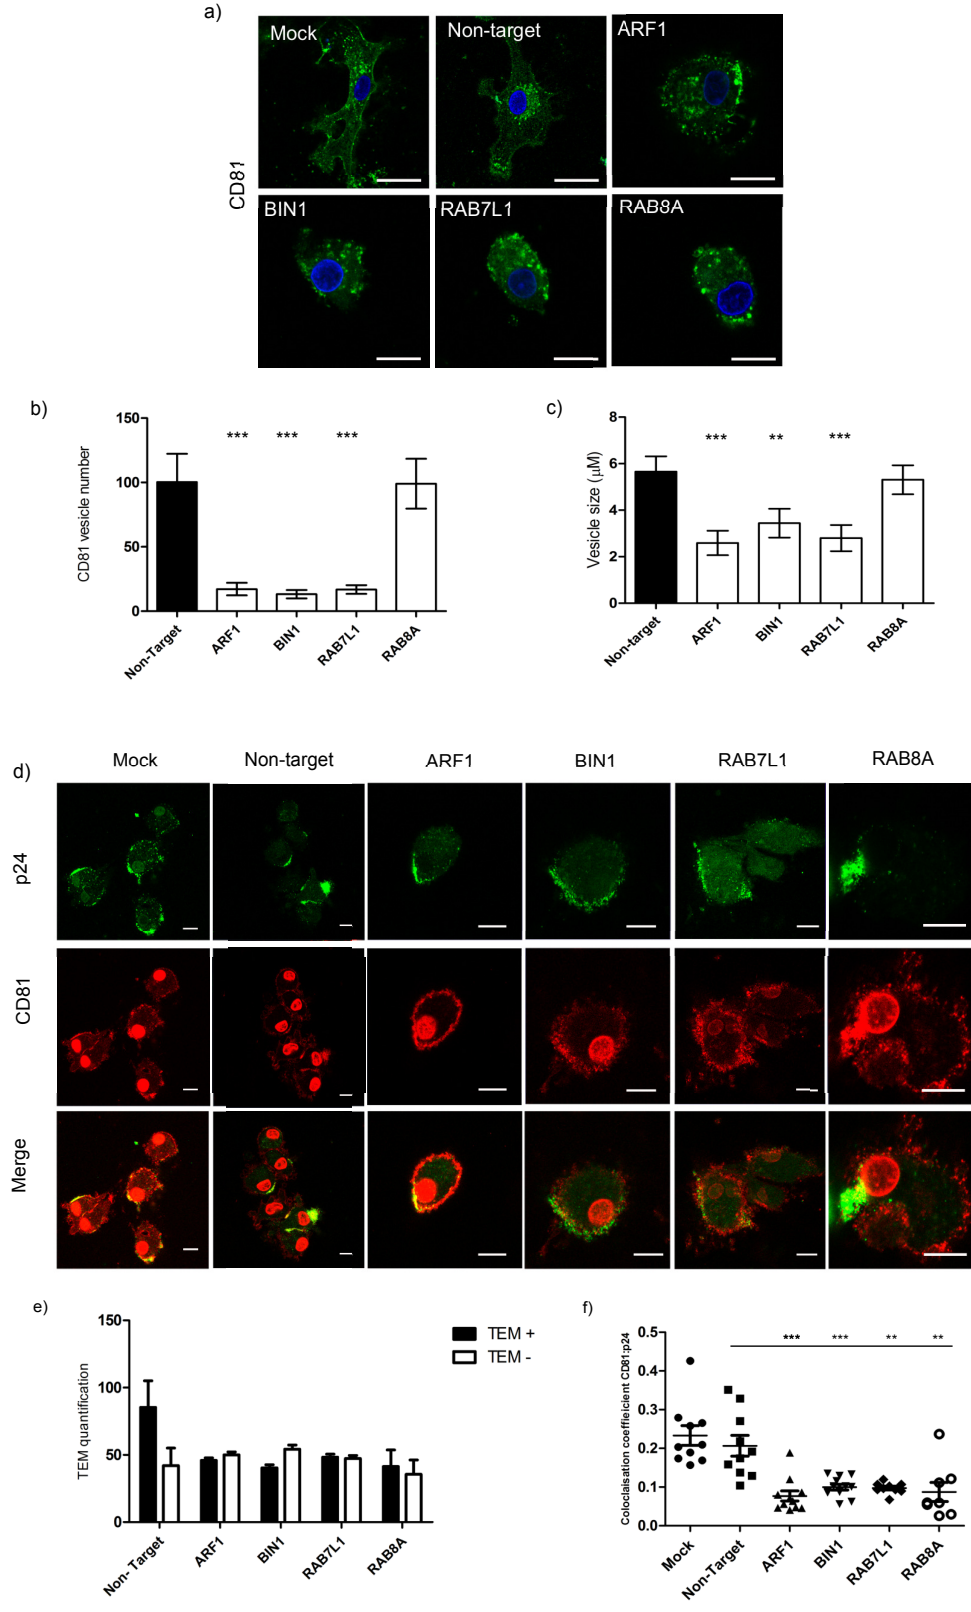 a)
Mock
Non-target
ARF1
CD81
BIN1
RAB7L1
RAB8A
b)
150
100
50
0
CD81 vesicle number
***
***
***
Non-Target
ARF1
BIN1
RAB7L1
RAB8A
c)
8
6
4
2
0
Vesicle size (μM)
***
**
***
Non-target
ARF1
BIN1
RAB7L1
RAB8A
d)
Mock
Non-target
ARF1
BIN1
RAB7L1
RAB8A
p24
CD81
Merge
e)
150
100
50
0
TEM quantification
TEM +
TEM -
Non- Target
ARF1
BIN1
RAB7L1
RAB8A
f)
0.5
0.4
0.3
0.2
0.1
0.0
Coloclaisation coeffieicient CD81:p24
***
***
**
**
Mock
Non-Target
ARF1
BIN1
RAB7L1
RAB8A